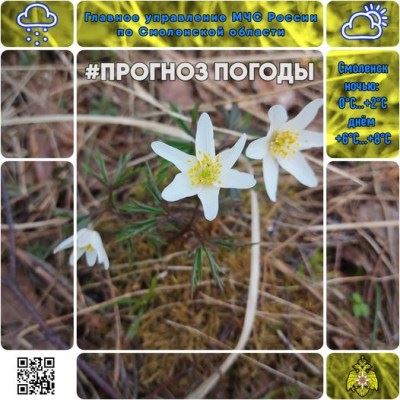 Главное управление МЧС России
по Смоленской области
#ПРОГНОЗ ПОГОДЫ
Смоленск
ночью:
0°C...+2°C
днём
+6°C...+8°C